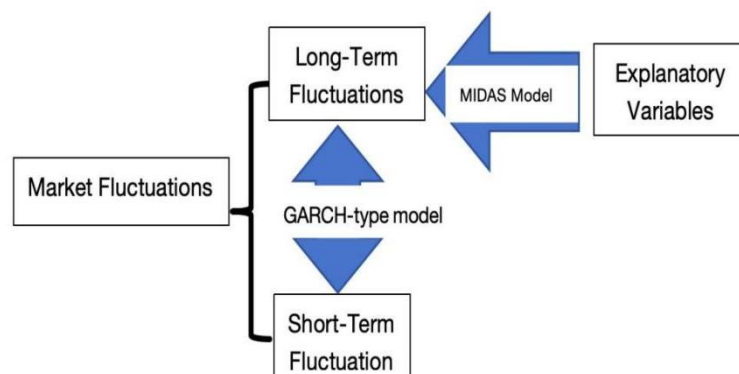 Long-Term
Fluctuations
MIDAS Model
Explanatory
Variables
Market Fluctuations
GARCH-type model
Short-Term
Fluctuation